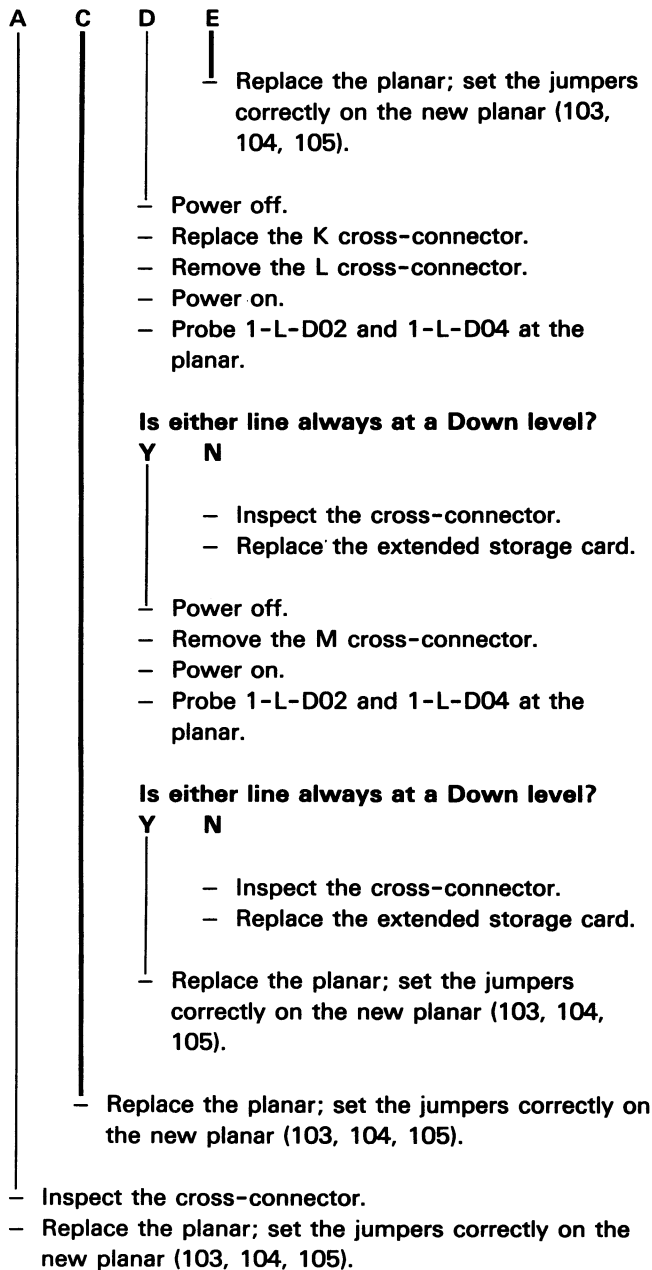 A C D E
– Replace the planar; set the jumpers
correctly on the new planar (103,
104, 105).
– Power off.
– Replace the K cross-connector.
– Remove the L cross-connector.
– Power on.
– Probe 1-L-D02 and 1-L-D04 at the
planar.
Is either line always at a Down level?
Y N
– Inspect the cross-connector.
– Replace the extended storage card.
– Power off.
– Remove the M cross-connector.
– Power on.
– Probe 1-L-D02 and 1-L-D04 at the
planar.
Is either line always at a Down level?
Y N
– Inspect the cross-connector.
– Replace the extended storage card.
– Replace the planar; set the jumpers
correctly on the new planar (103, 104,
105).
– Replace the planar; set the jumpers correctly on
the new planar (103, 104, 105).
– Inspect the cross-connector.
– Replace the planar; set the jumpers correctly on the
new planar (103, 104, 105).